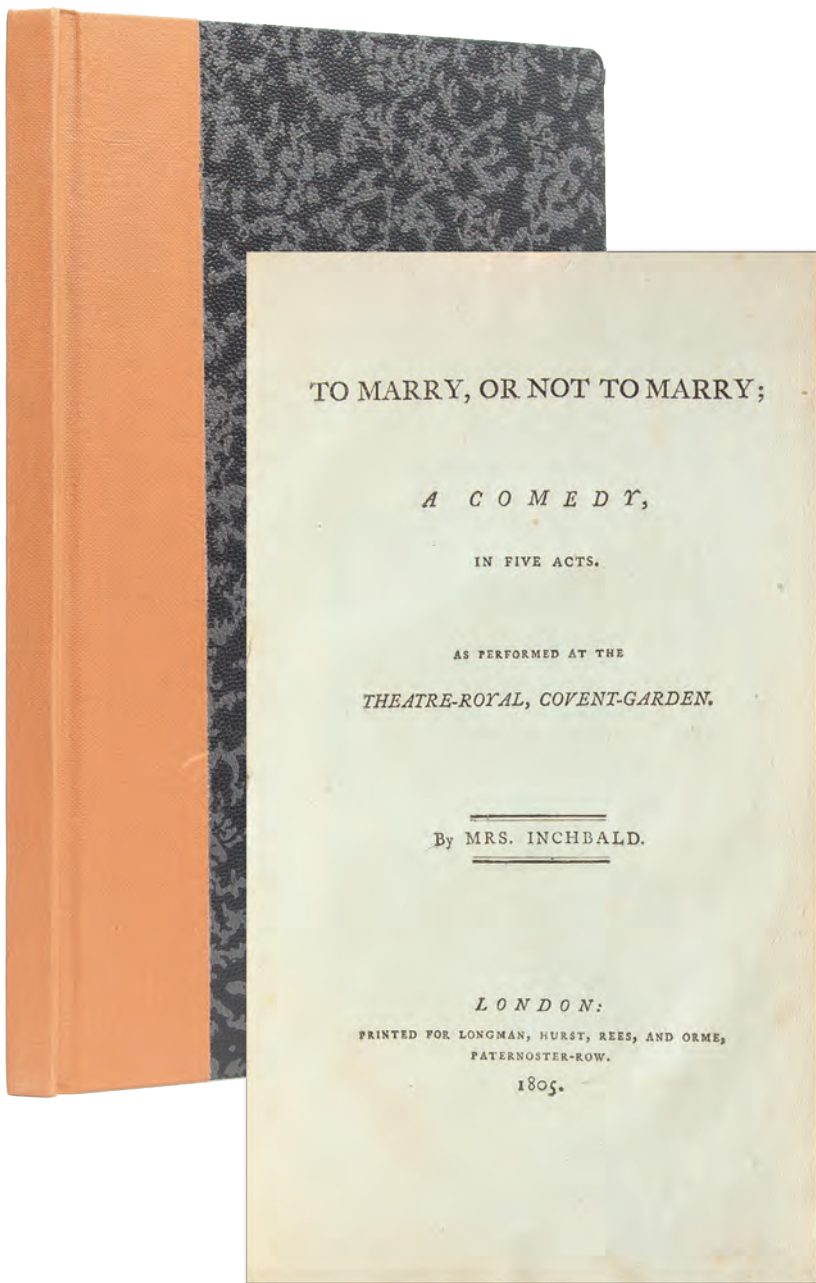 TO MARRY, OR NOT TO MARRY;
A COMEDY,
IN FIVE ACTS.
AS PERFORMED AT THE
THEATRE-ROYAL, COVENT-GARDEN.
By MRS. INCHBALD.
LONDON:
PRINTED FOR LONGMAN, HURST, REES, AND ORME,
PATERNOSTER-ROW.
1805.